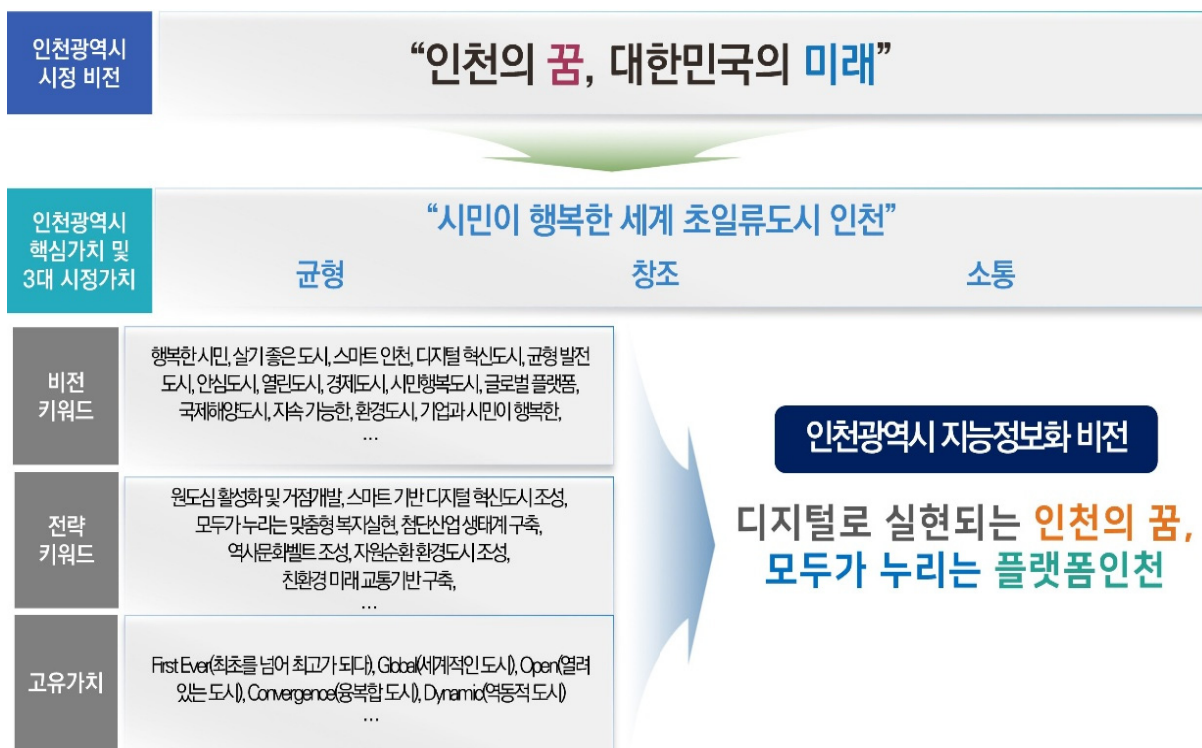 인천광역시
시정 비전
“인천의 꿈, 대한민국의 미래”
인천광역시
핵심가치 및
3대 시정가치
“시민이 행복한 세계 초일류도시 인천”
균형 창조 소통
비전
키워드
행복한 시민, 살기 좋은 도시, 스마트 인천, 디지털 혁신도시, 균형 발전
도시, 안심도시, 열린도시, 경제도시, 시민행복도시, 글로벌 플랫폼,
국제해양도시, 지속 가능한, 환경도시, 기업과 시민이 행복한,
…
전략
키워드
원도심 활성화 및 거점개발, 스마트 기반 디지털 혁신도시 조성,
모두가 누리는 맞춤형 복지실현, 첨단산업 생태계 구축,
역사문화벨트 조성, 자원순환 환경도시 조성,
친환경 미래 교통기반 구축,
…
고유가치
First Ever(최초를 넘어 최고가 되다), Global(세계적인 도시), Open(열려
있는 도시), Convergence(융복합 도시), Dynamic(역동적 도시)
…
인천광역시 지능정보화 비전
디지털로 실현되는 인천의 꿈,
모두가 누리는 플랫폼인천